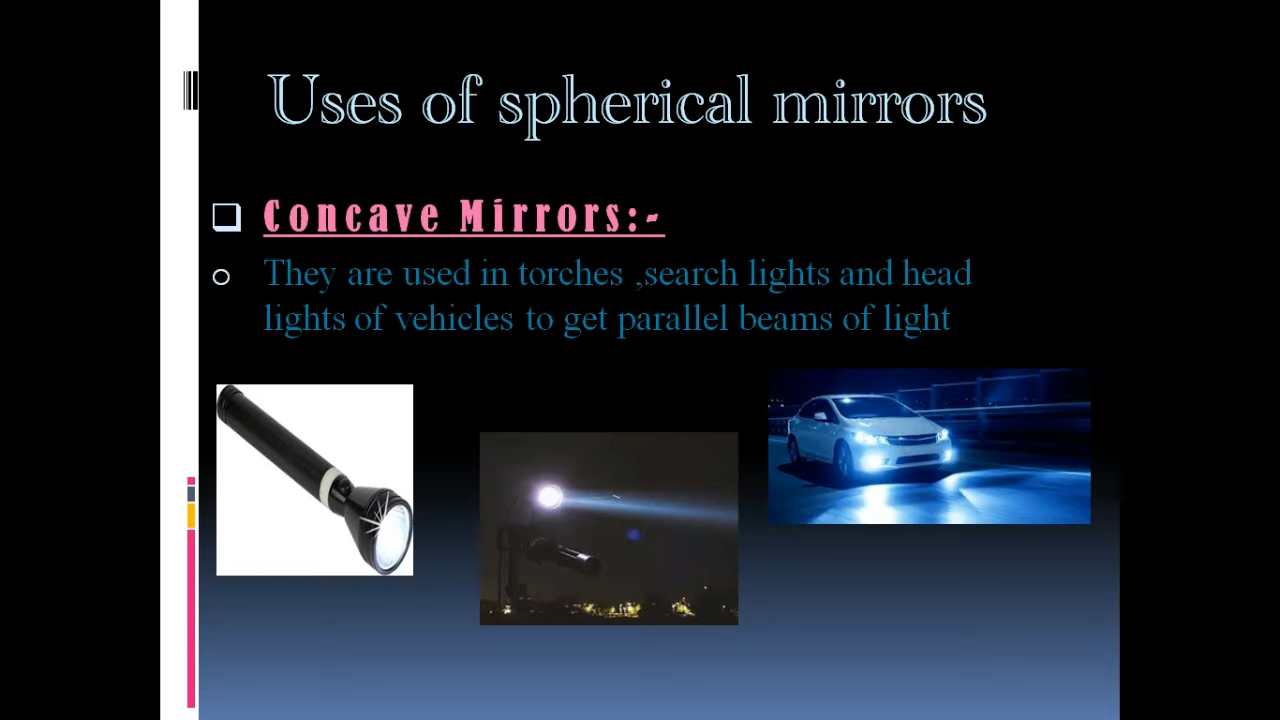 Uses of spherical mirrors
Concave Mirrors:-
They are used in torches ,search lights and head
lights of vehicles to get parallel beams of light